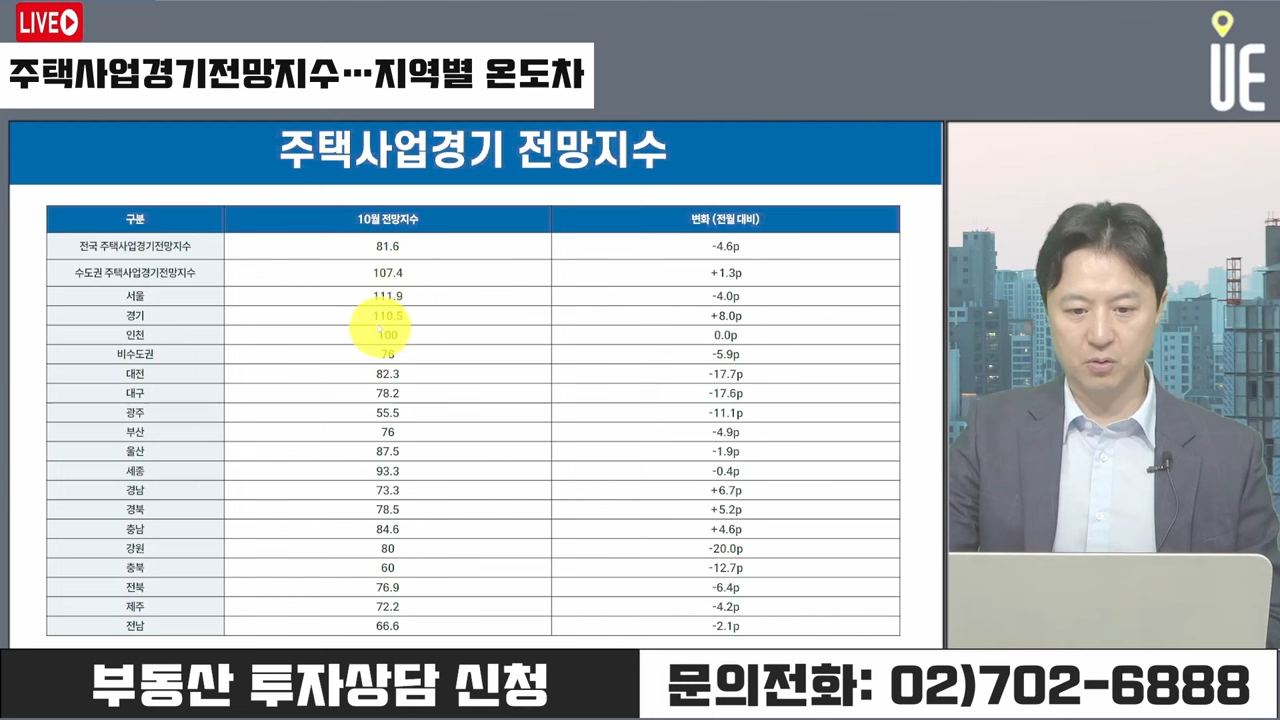 LIVE
주택사업경기전망지수…지역별 온도차
UE
주택사업경기 전망지수
구분 10월 전망지수 변화 (전월 대비)
전국 주택사업경기전망지수 81.6 -4.6p
수도권 주택사업경기전망지수 107.4 +1.3p
서울 111.9 -4.0p
경기 110.5 +8.0p
인천 100 0.0p
비수도권 76 -5.9p
대전 82.3 -17.7p
대구 78.2 -17.6p
광주 55.5 -11.1p
부산 76 -4.9p
울산 87.5 -1.9p
세종 93.3 -0.4p
경남 73.3 +6.7p
경북 78.5 +5.2p
충남 84.6 +4.6p
강원 80 -20.0p
충북 60 -12.7p
전북 76.9 -6.4p
제주 72.2 -4.2p
전남 66.6 -2.1p
부동산 투자상담 신청
문의전화: 02)702-6888